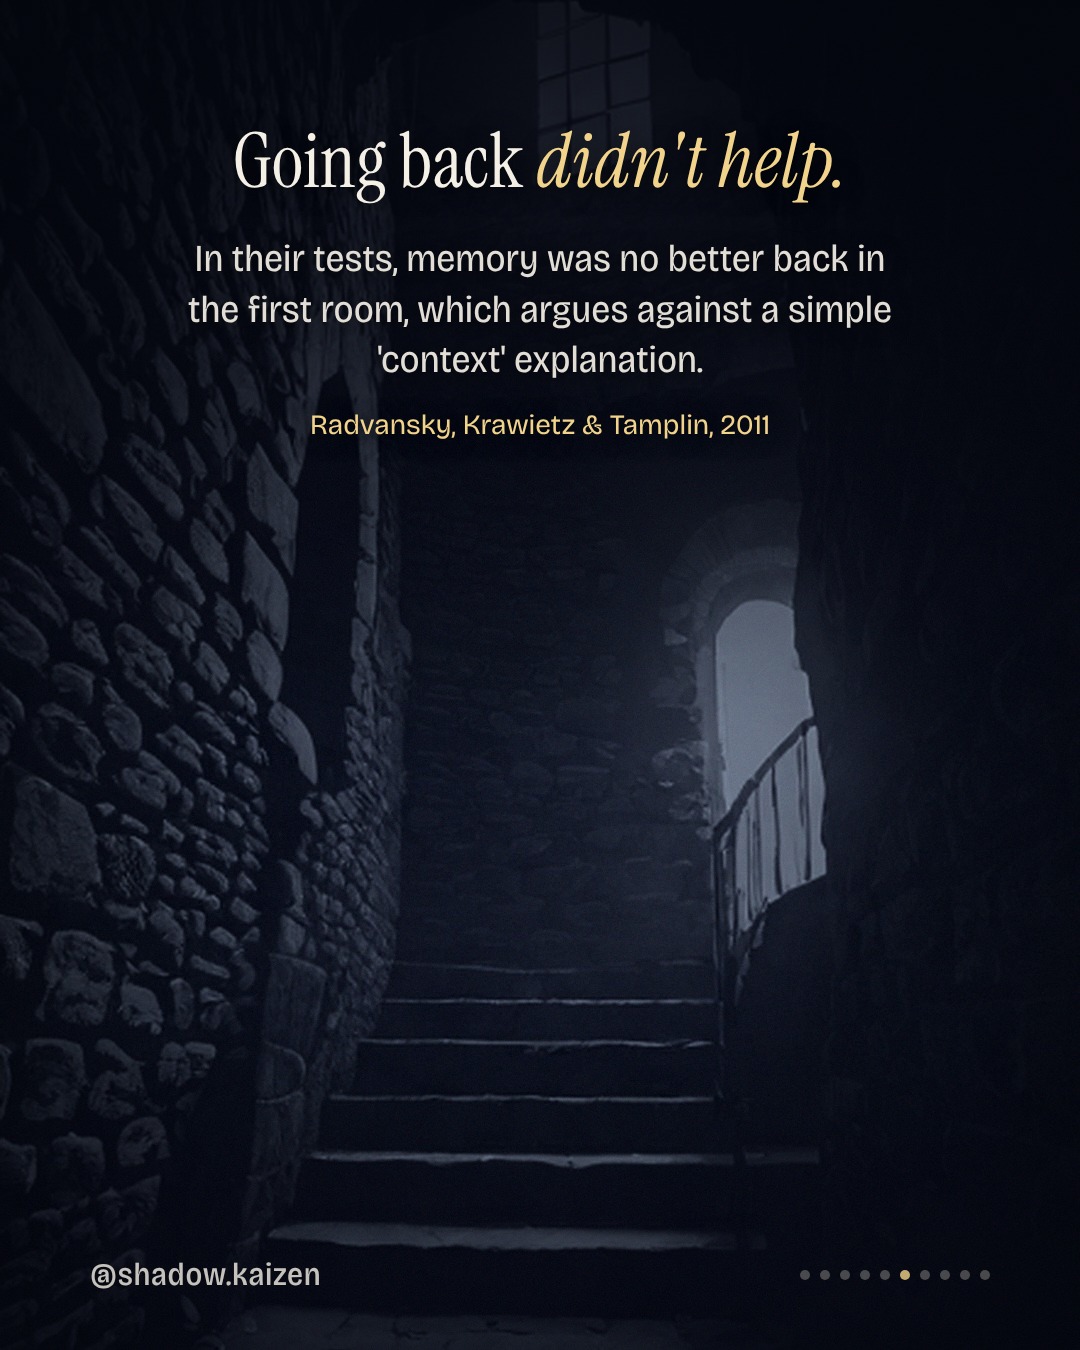 Going back didn't help.
In their tests, memory was no better back in
the first room, which argues against a simple
'context' explanation.
Radvansky, Krawietz & Tamplin, 2011
@shadow.kaizen